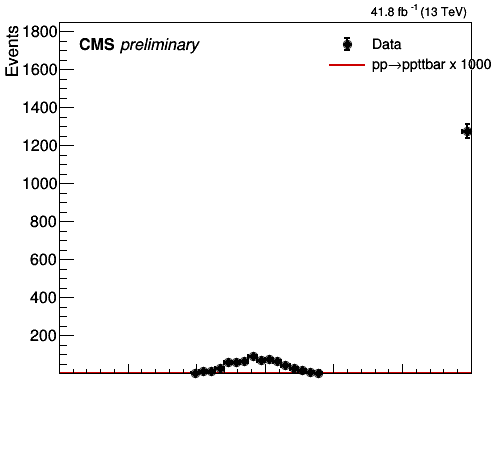 41.8 fb⁻¹ (13 TeV)
Events
CMS preliminary
Data
pp→ppttbar x 1000
1800
1600
1400
1200
1000
800
600
400
200